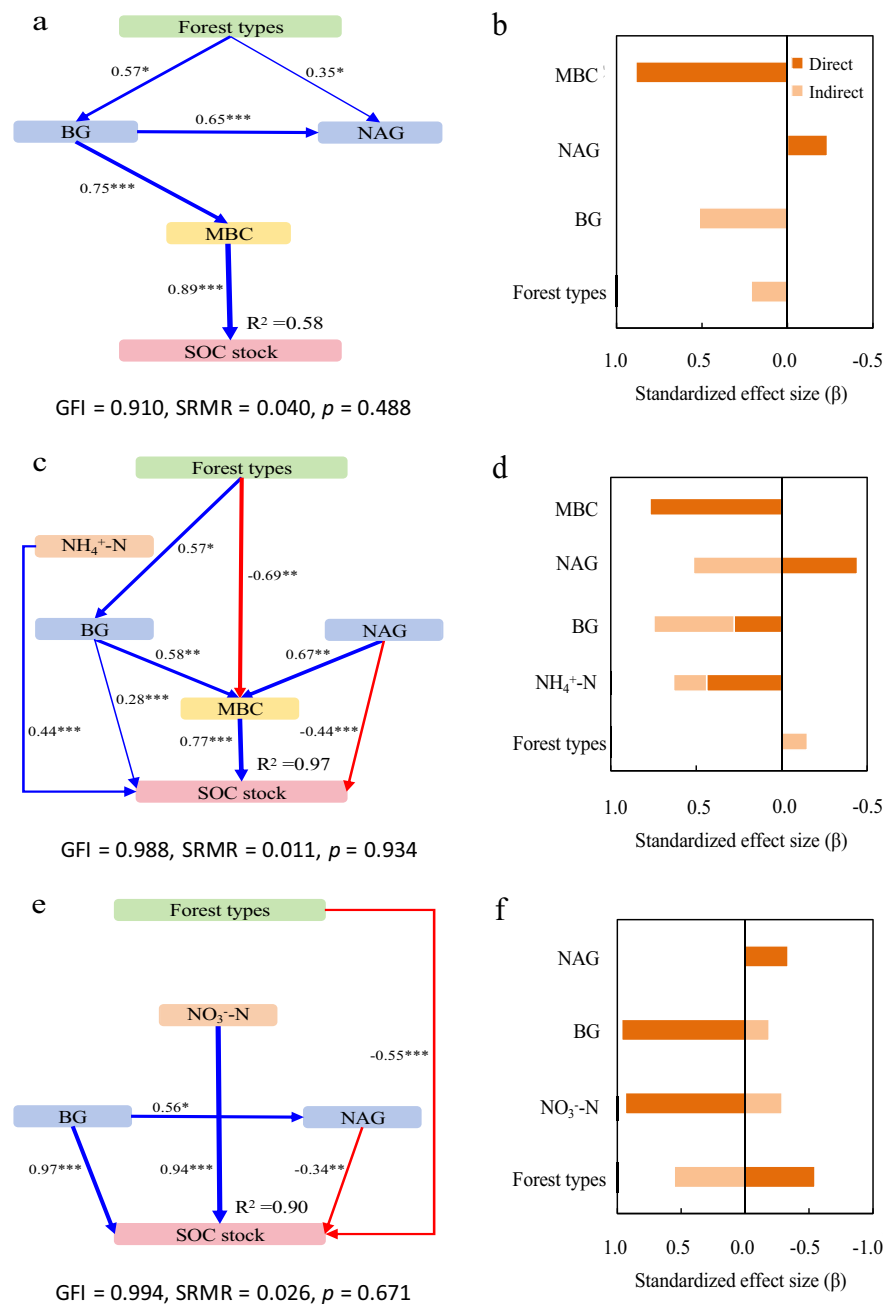 a
Forest types
0.57*
0.35*
BG
0.65***
NAG
0.75***
MBC
0.89***
R² =0.58
SOC stock
GFI = 0.910, SRMR = 0.040, p = 0.488
b
MBC
Direct
Indirect
NAG
BG
Forest types
1.0 0.5 0.0 -0.5
Standardized effect size (β)
c
Forest types
NH₄⁺-N
0.57*
-0.69**
BG
NAG
0.58**
0.67**
0.28***
MBC
0.44***
0.77***
-0.44***
R² =0.97
SOC stock
GFI = 0.988, SRMR = 0.011, p = 0.934
d
MBC
NAG
BG
NH₄⁺-N
Forest types
1.0 0.5 0.0 -0.5
Standardized effect size (β)
e
Forest types
NO₃⁻-N
-0.55***
BG
0.56*
NAG
0.97***
0.94***
-0.34**
R² =0.90
SOC stock
GFI = 0.994, SRMR = 0.026, p = 0.671
f
NAG
BG
NO₃⁻-N
Forest types
1.0 0.5 0.0 -0.5 -1.0
Standardized effect size (β)